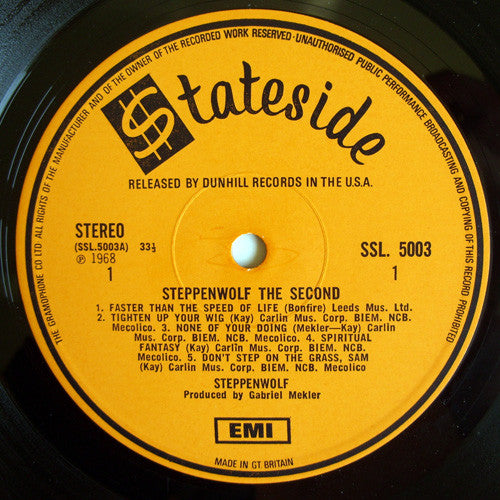 THE GRAMOPHONE CO LTD ALL RIGHTS OF THE MANUFACTURER AND OF THE OWNER OF THE RECORDED WORK RESERVED · UNAUTHORISED PUBLIC PERFORMANCE BROADCASTING AND COPYING OF THIS RECORD PROHIBITED
$tateside
RELEASED BY DUNHILL RECORDS IN THE U.S.A.
STEREO
(SSL.5003A) 33⅓
℗ 1968
1
SSL. 5003
1
STEPPENWOLF THE SECOND
1. FASTER THAN THE SPEED OF LIFE (Bonfire) Leeds Mus. Ltd.
2. TIGHTEN UP YOUR WIG (Kay) Carlin Mus. Corp. BIEM. NCB.
Mecolico. 3. NONE OF YOUR DOING (Mekler—Kay) Carlin
Mus. Corp. BIEM. NCB. Mecolico. 4. SPIRITUAL
FANTASY (Kay) Carlin Mus. Corp. BIEM. NCB.
Mecolico. 5. DON'T STEP ON THE GRASS, SAM
(Kay) Carlin Mus. Corp. BIEM. NCB. Mecolico
STEPPENWOLF
Produced by Gabriel Mekler
EMI
MADE IN GT BRITAIN